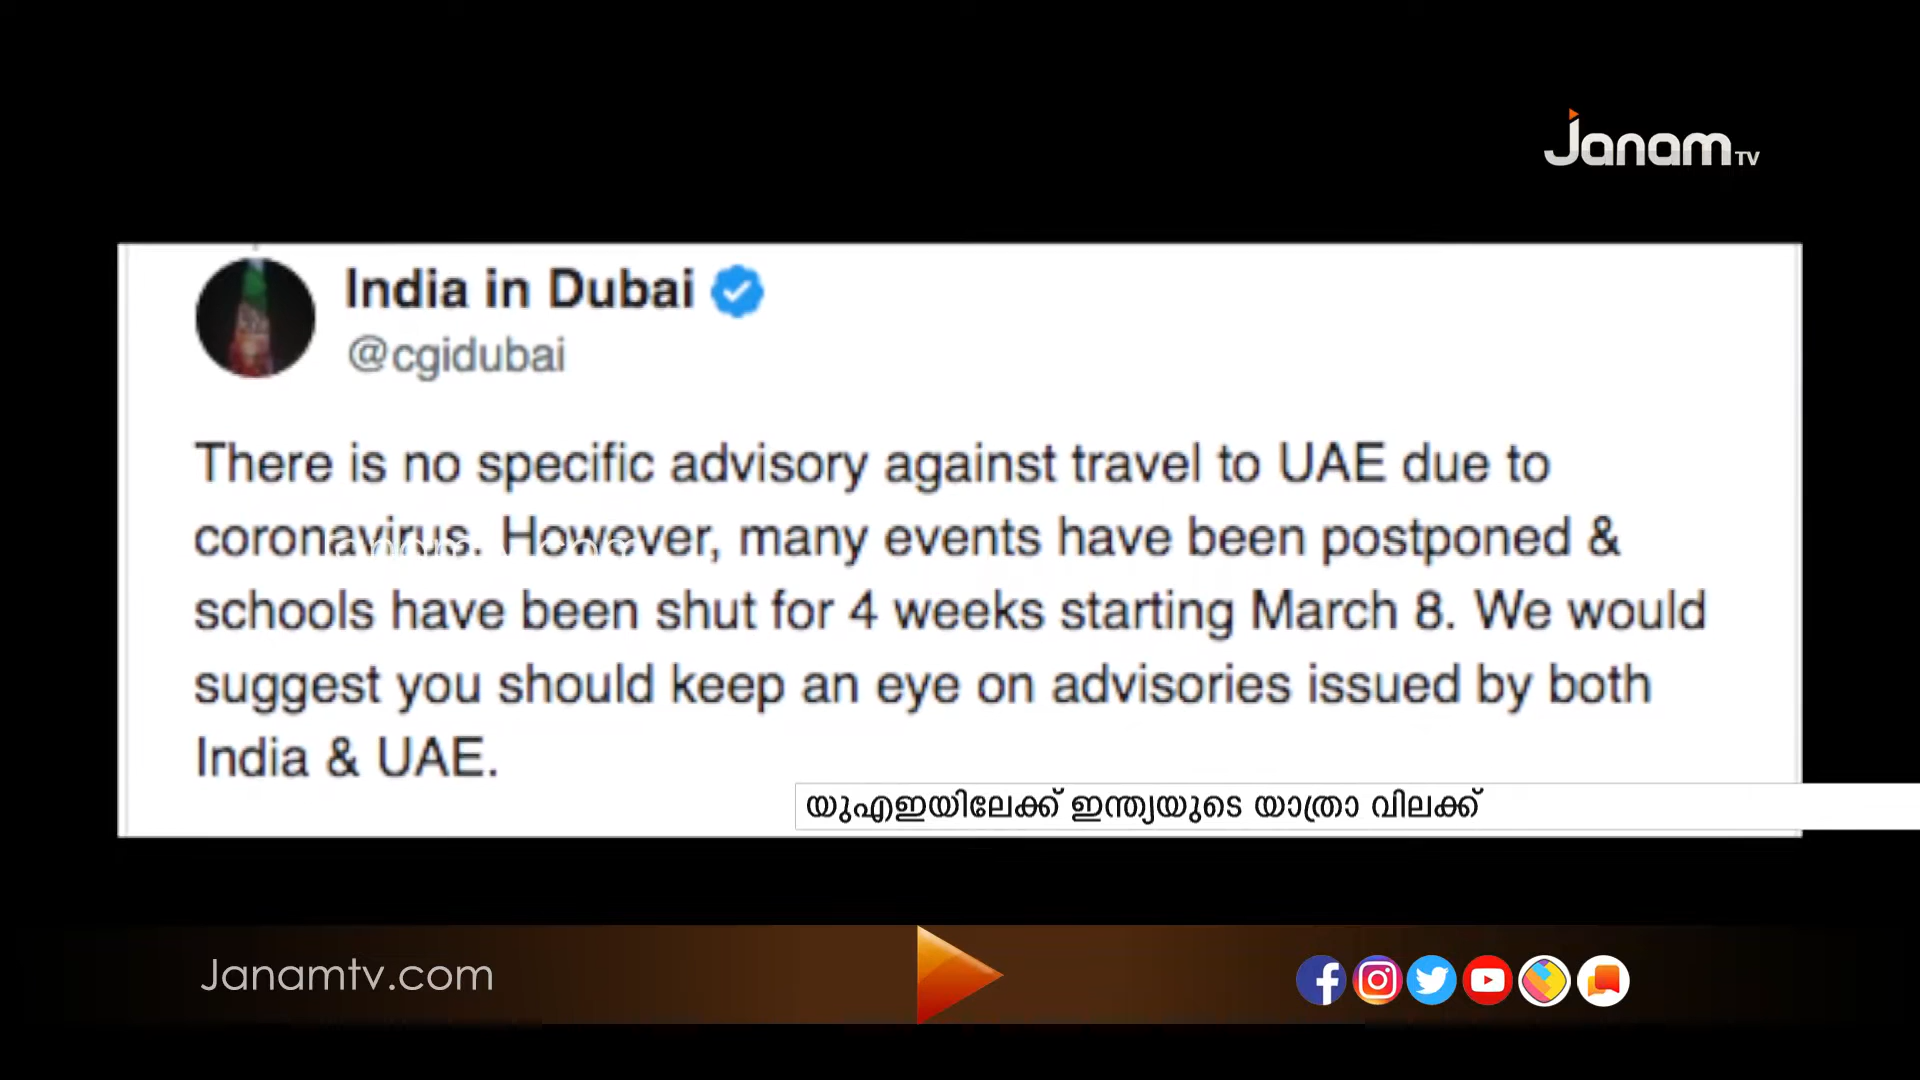 Janam TV
India in Dubai
@cgidubai
There is no specific advisory against travel to UAE due to
coronavirus. However, many events have been postponed &
schools have been shut for 4 weeks starting March 8. We would
suggest you should keep an eye on advisories issued by both
India & UAE.
യുഎഇയിലേക്ക് ഇന്ത്യയുടെ യാത്രാ വിലക്ക്
Janamtv.com